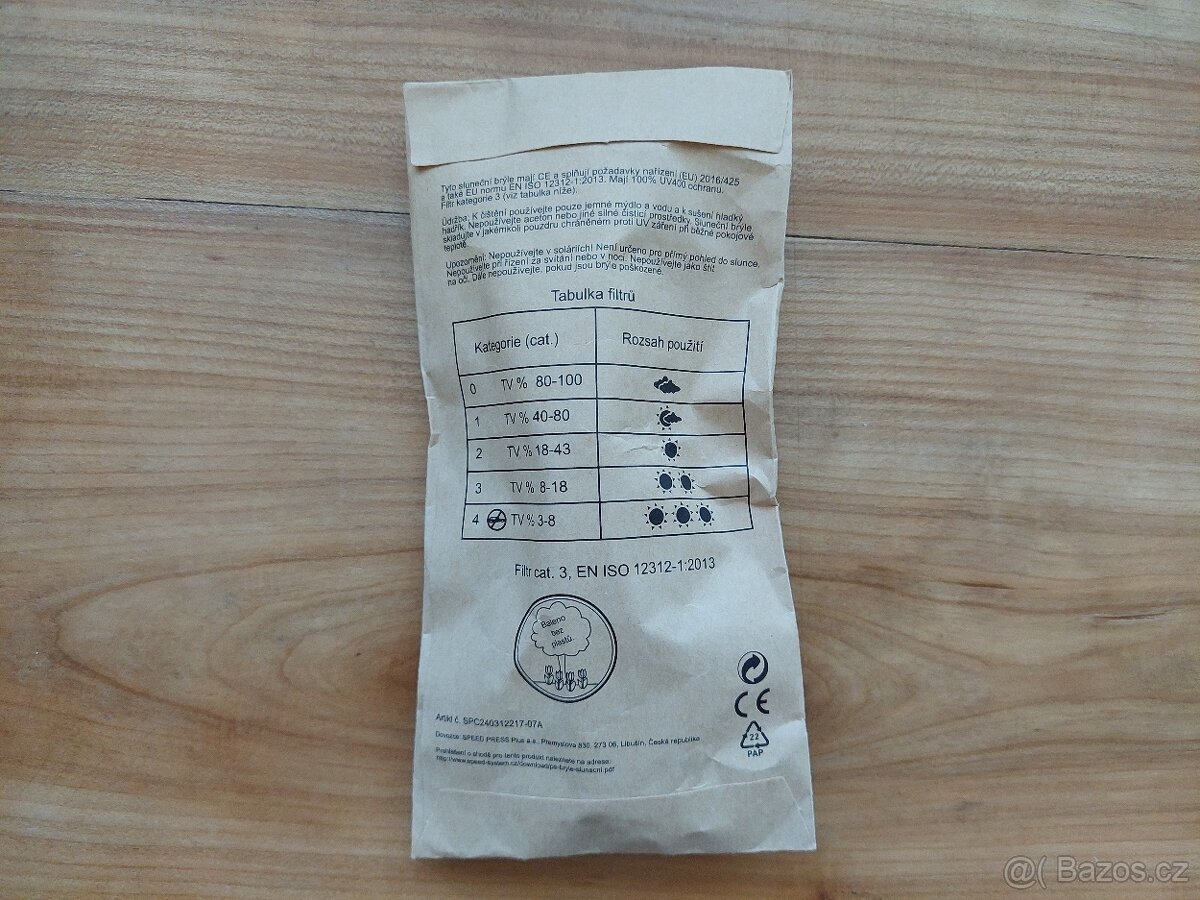 Tyto sluneční brýle mají CE a splňují požadavky nařízení (EU) 2016/425
a také EU normu EN ISO 12312-1:2013. Mají 100% UV400 ochranu.
Filtr kategorie 3 (viz tabulka níže).
Údržba: K čištění používejte pouze jemné mýdlo a vodu a k sušení hladký
hadřík. Nepoužívejte aceton nebo jiné silné čisticí prostředky. Sluneční brýle
skladujte v jakémkoli pouzdru chráněném proti UV záření při běžné pokojové
teplotě.
Upozornění: Nepoužívejte v soláriích! Není určeno pro přímý pohled do slunce.
Nepoužívejte při řízení za svítání nebo v noci. Nepoužívejte jako štít
na oči. Dále nepoužívejte, pokud jsou brýle poškozené.
Tabulka filtrů
Kategorie (cat.) Rozsah použití
0 TV % 80-100
1 TV % 40-80
2 TV % 18-43
3 TV % 8-18
4 TV % 3-8
Filtr cat. 3, EN ISO 12312-1:2013
Baleno
bez
plastů
CE
22
PAP
Artikl č. SPC240312217-07A
Dovozce: SPEED PRESS Plus a.s., Přemyslova 830, 273 06, Libušín, Česká republika
Prohlášení o shodě pro tento produkt naleznete na adrese:
http://www.speed-system.cz/download/ps-bryle-slunecni.pdf
@( Bazos.cz